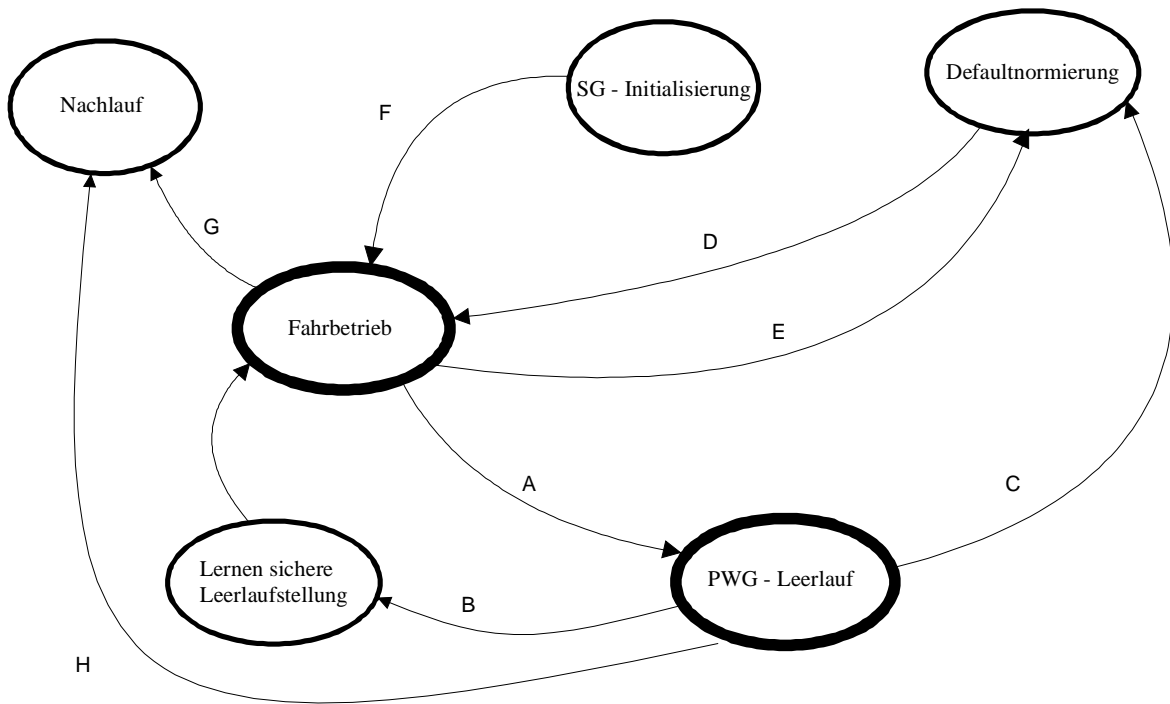 Defaultnormierung
SG - Initialisierung
Nachlauf
F
G
D
Fahrbetrieb
E
A
C
Lernen sichere
Leerlaufstellung
PWG - Leerlauf
B
H